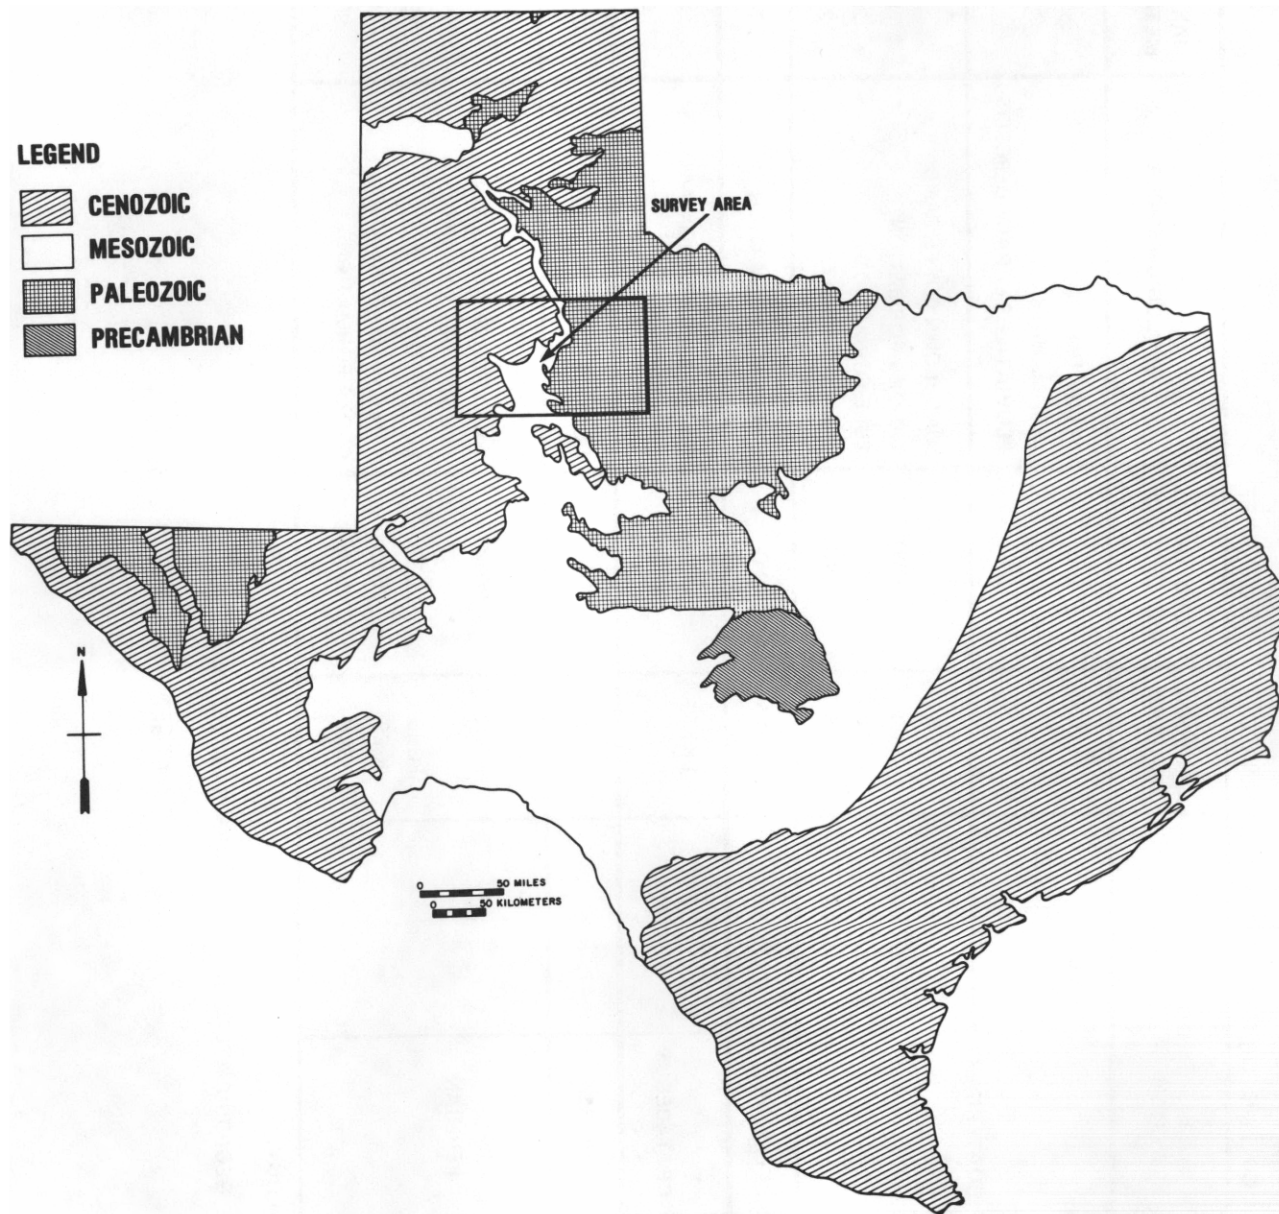 LEGEND
CENOZOIC
MESOZOIC
PALEOZOIC
PRECAMBRIAN
SURVEY AREA
N
0 50 MILES
0 50 KILOMETERS